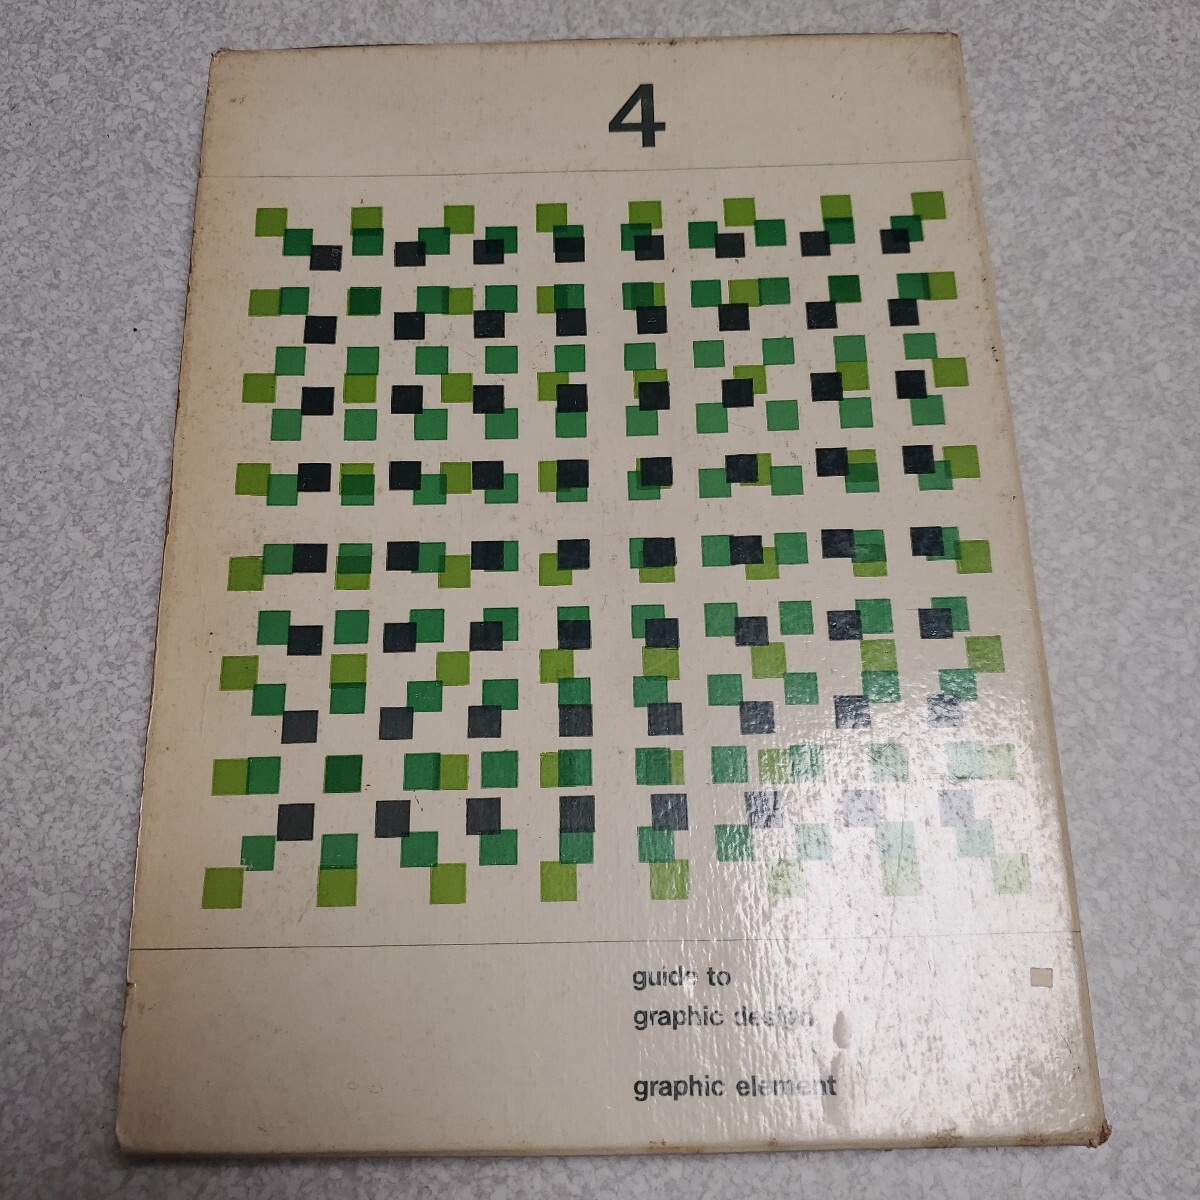 4
guide to
graphic design
graphic element